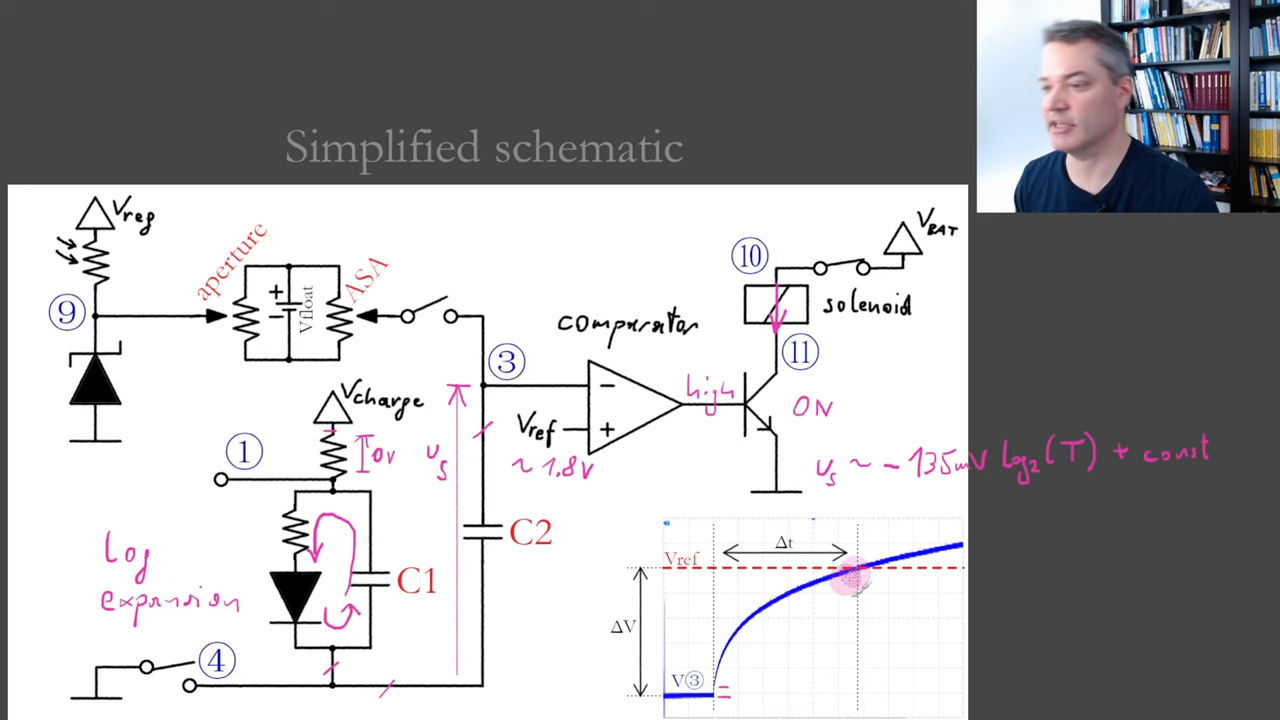 Simplified schematic
Vreg
aperture
ASA
+
−
Vfloat
⑨
③
comparator
−
+
Vref
~ 1.8V
high
ON
⑩
⑪
solenoid
VBAT
Vcharge
①
0V
us
C1
C2
Log
expansion
④
us ~ - 135mV log2(T) + const
Vref
Δt
ΔV
V③